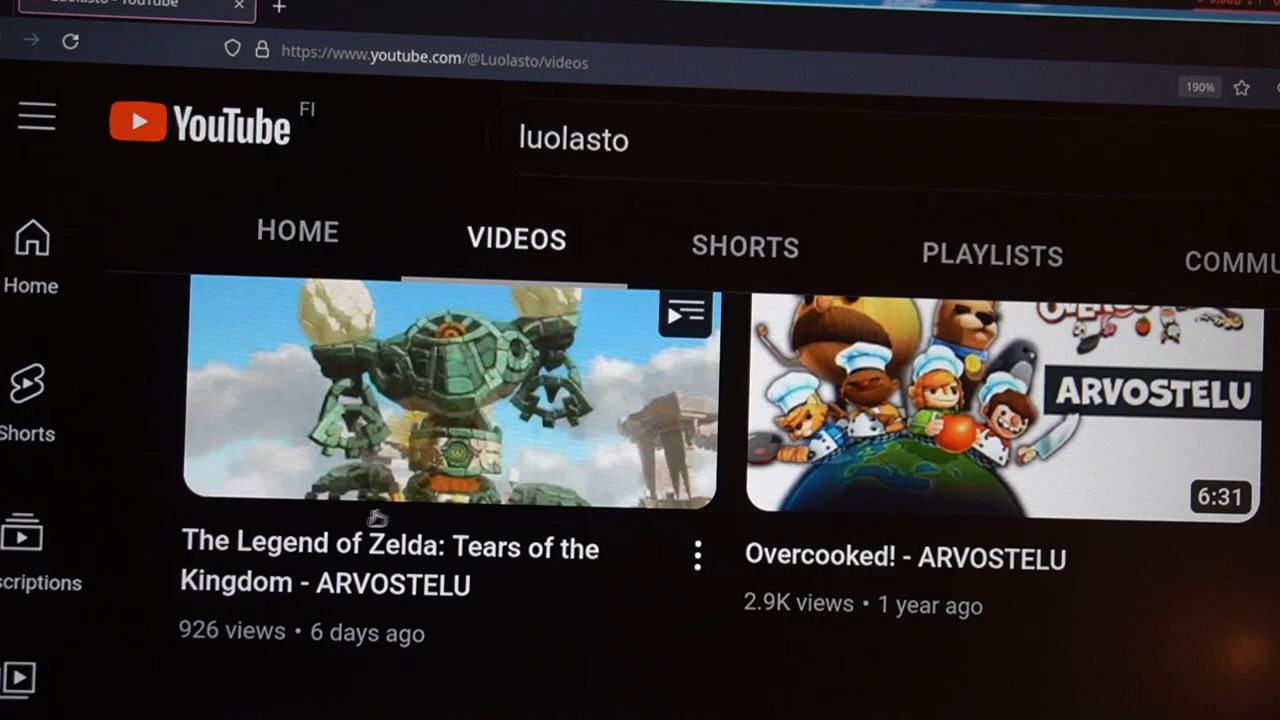 Luolasto - YouTube
https://www.youtube.com/@Luolasto/videos
190%
YouTube FI
luolasto
HOME VIDEOS SHORTS PLAYLISTS COMMU
Home
Shorts
scriptions
ARVOSTELU
6:31
The Legend of Zelda: Tears of the
Kingdom - ARVOSTELU
926 views • 6 days ago
Overcooked! - ARVOSTELU
2.9K views • 1 year ago